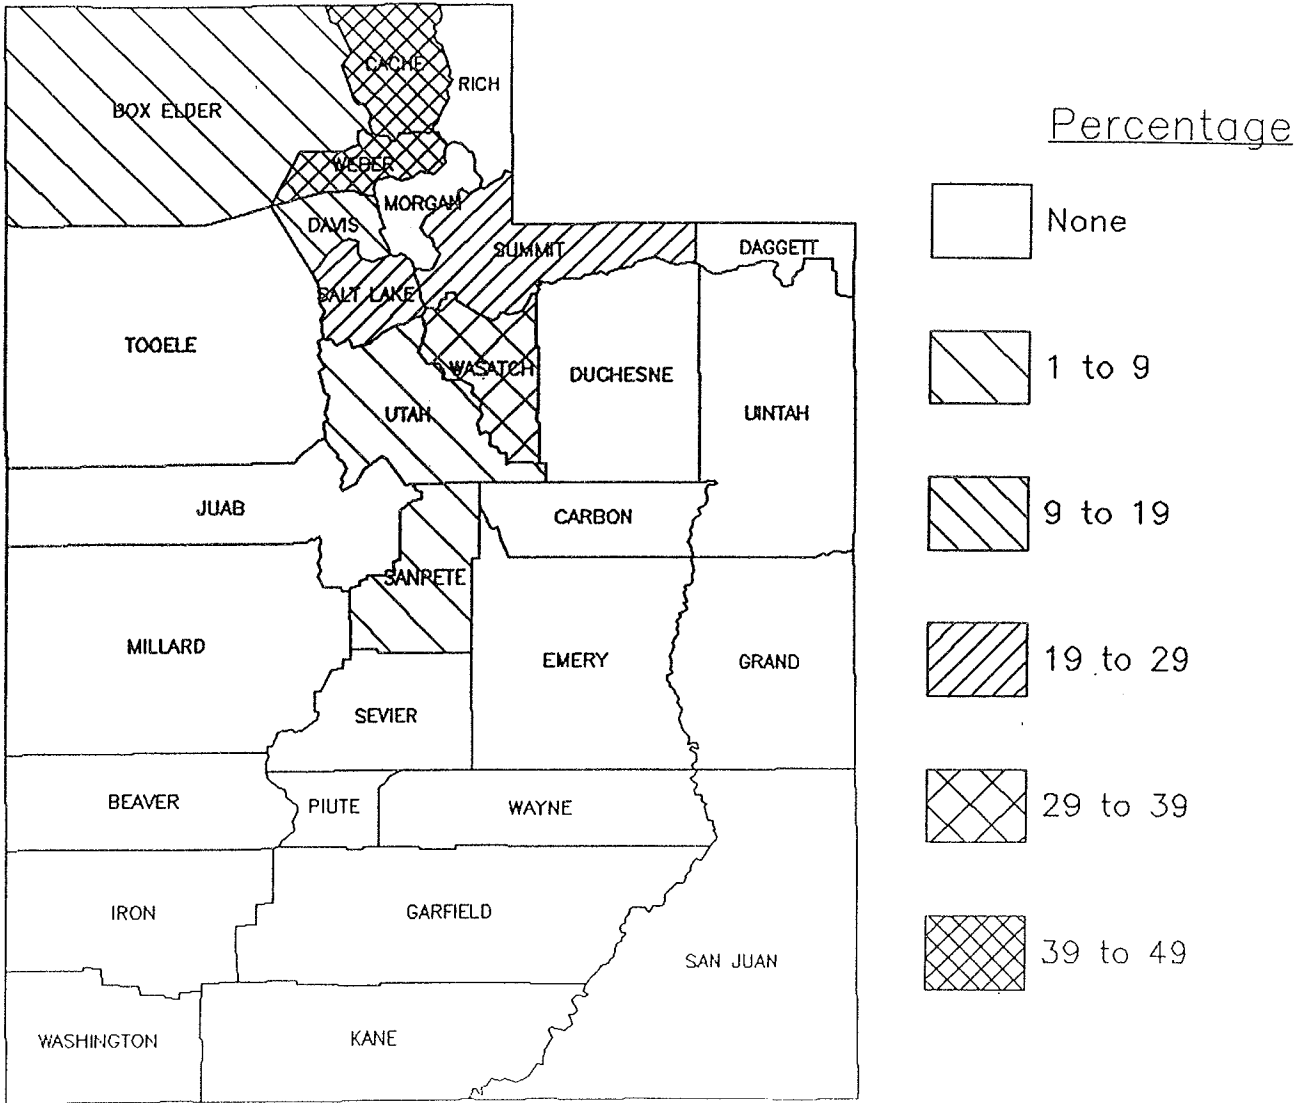 CACHE
RICH
BOX ELDER
WEBER
MORGAN
DAVIS
SUMMIT
DAGGETT
SALT LAKE
TOOELE
WASATCH
DUCHESNE
UTAH
UINTAH
JUAB
CARBON
SANPETE
MILLARD
EMERY
GRAND
SEVIER
BEAVER
PIUTE
WAYNE
IRON
GARFIELD
SAN JUAN
WASHINGTON
KANE
Percentage
None
1 to 9
9 to 19
19 to 29
29 to 39
39 to 49